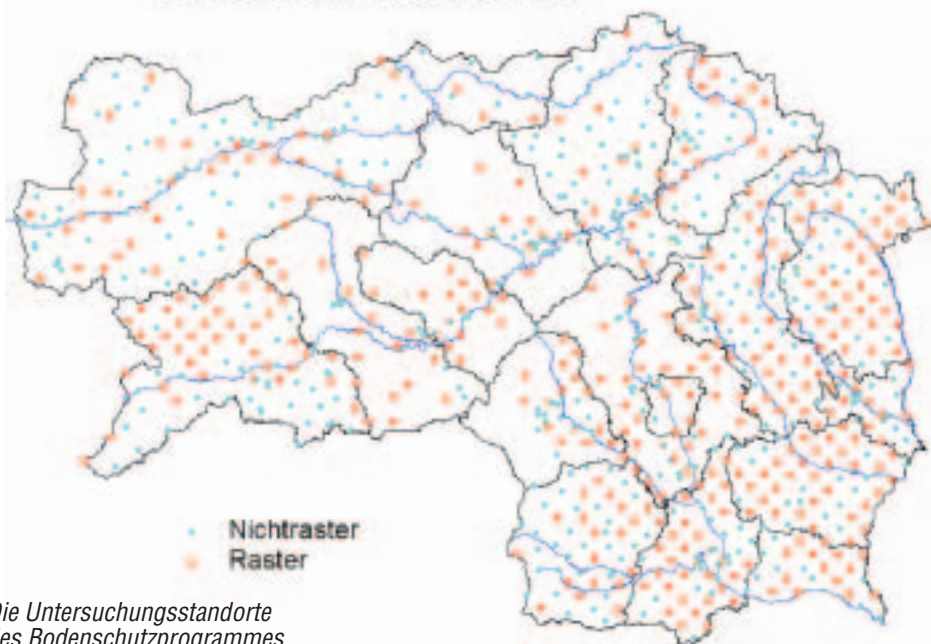 Nichtraster
Raster
Die Untersuchungsstandorte
des Bodenschutzprogrammes